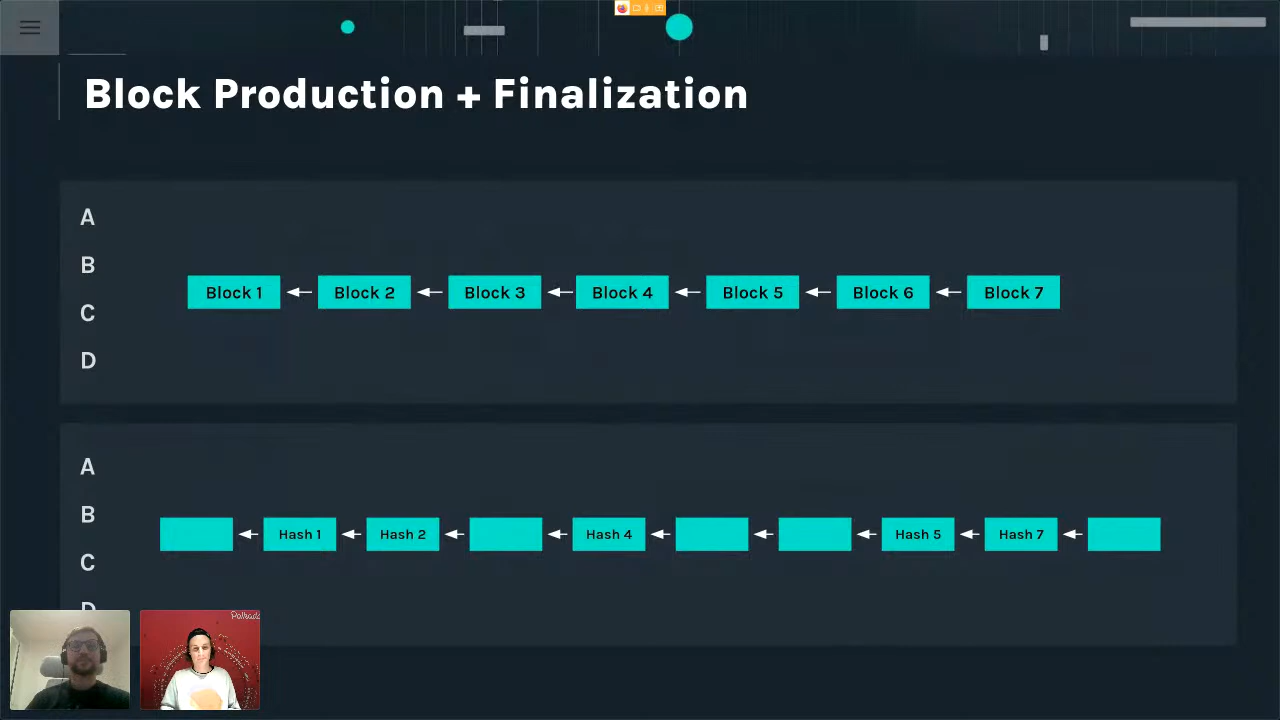 Block Production + Finalization
A
B
Block 1 Block 2 Block 3 Block 4 Block 5 Block 6 Block 7
C
D
A
B
Hash 1 Hash 2 Hash 4 Hash 5 Hash 7
C
D